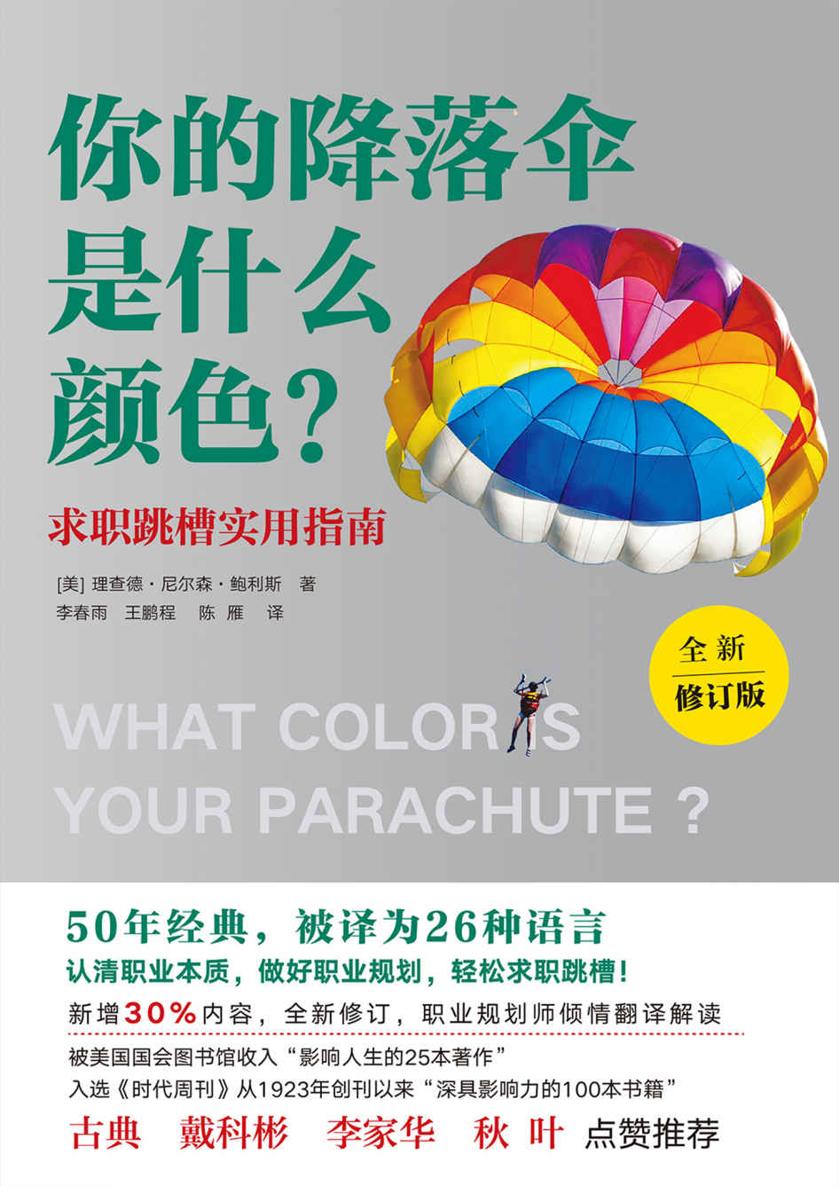 你的降落伞
是什么
颜色?
求职跳槽实用指南
[美] 理查德·尼尔森·鲍利斯 著
李春雨 王鹏程 陈 雁 译
全新
修订版
WHAT COLOR IS
YOUR PARACHUTE ?
50年经典，被译为26种语言
认清职业本质，做好职业规划，轻松求职跳槽！
新增30%内容，全新修订，职业规划师倾情翻译解读
被美国国会图书馆收入“影响人生的25本著作”
入选《时代周刊》从1923年创刊以来“深具影响力的100本书籍”
古典 戴科彬 李家华 秋 叶 点赞推荐